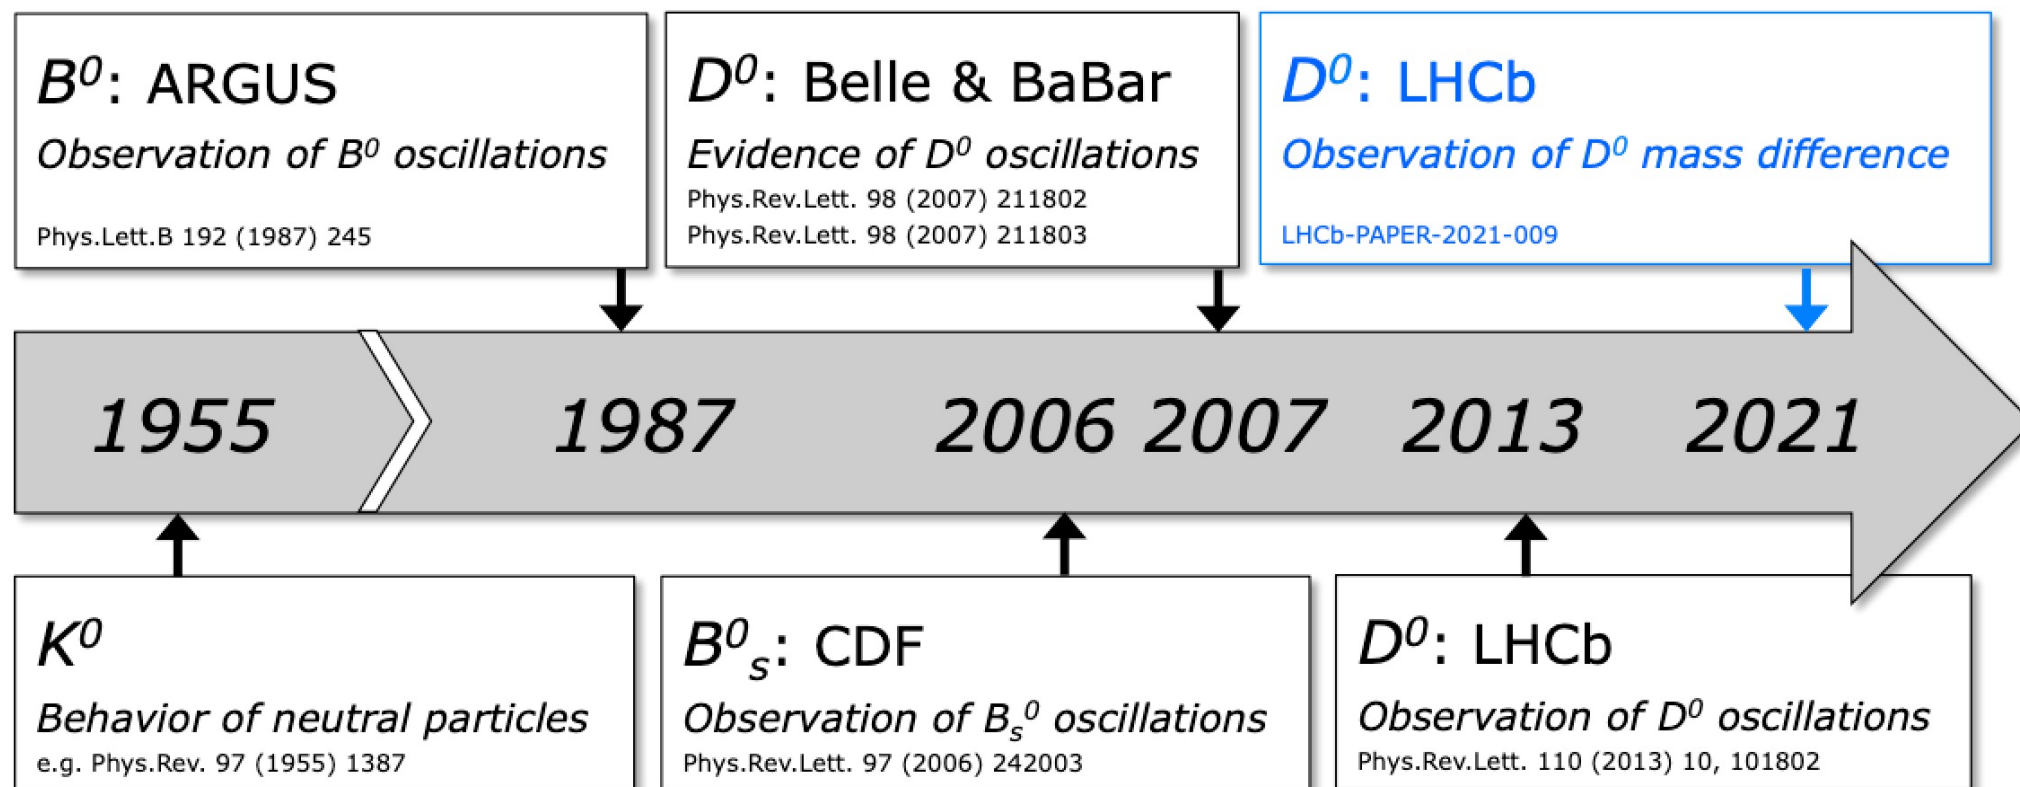 B⁰: ARGUS
Observation of B⁰ oscillations
Phys.Lett.B 192 (1987) 245
D⁰: Belle & BaBar
Evidence of D⁰ oscillations
Phys.Rev.Lett. 98 (2007) 211802
Phys.Rev.Lett. 98 (2007) 211803
D⁰: LHCb
Observation of D⁰ mass difference
LHCb-PAPER-2021-009
1955 1987 2006 2007 2013 2021
K⁰
Behavior of neutral particles
e.g. Phys.Rev. 97 (1955) 1387
B⁰ₛ: CDF
Observation of Bₛ⁰ oscillations
Phys.Rev.Lett. 97 (2006) 242003
D⁰: LHCb
Observation of D⁰ oscillations
Phys.Rev.Lett. 110 (2013) 10, 101802